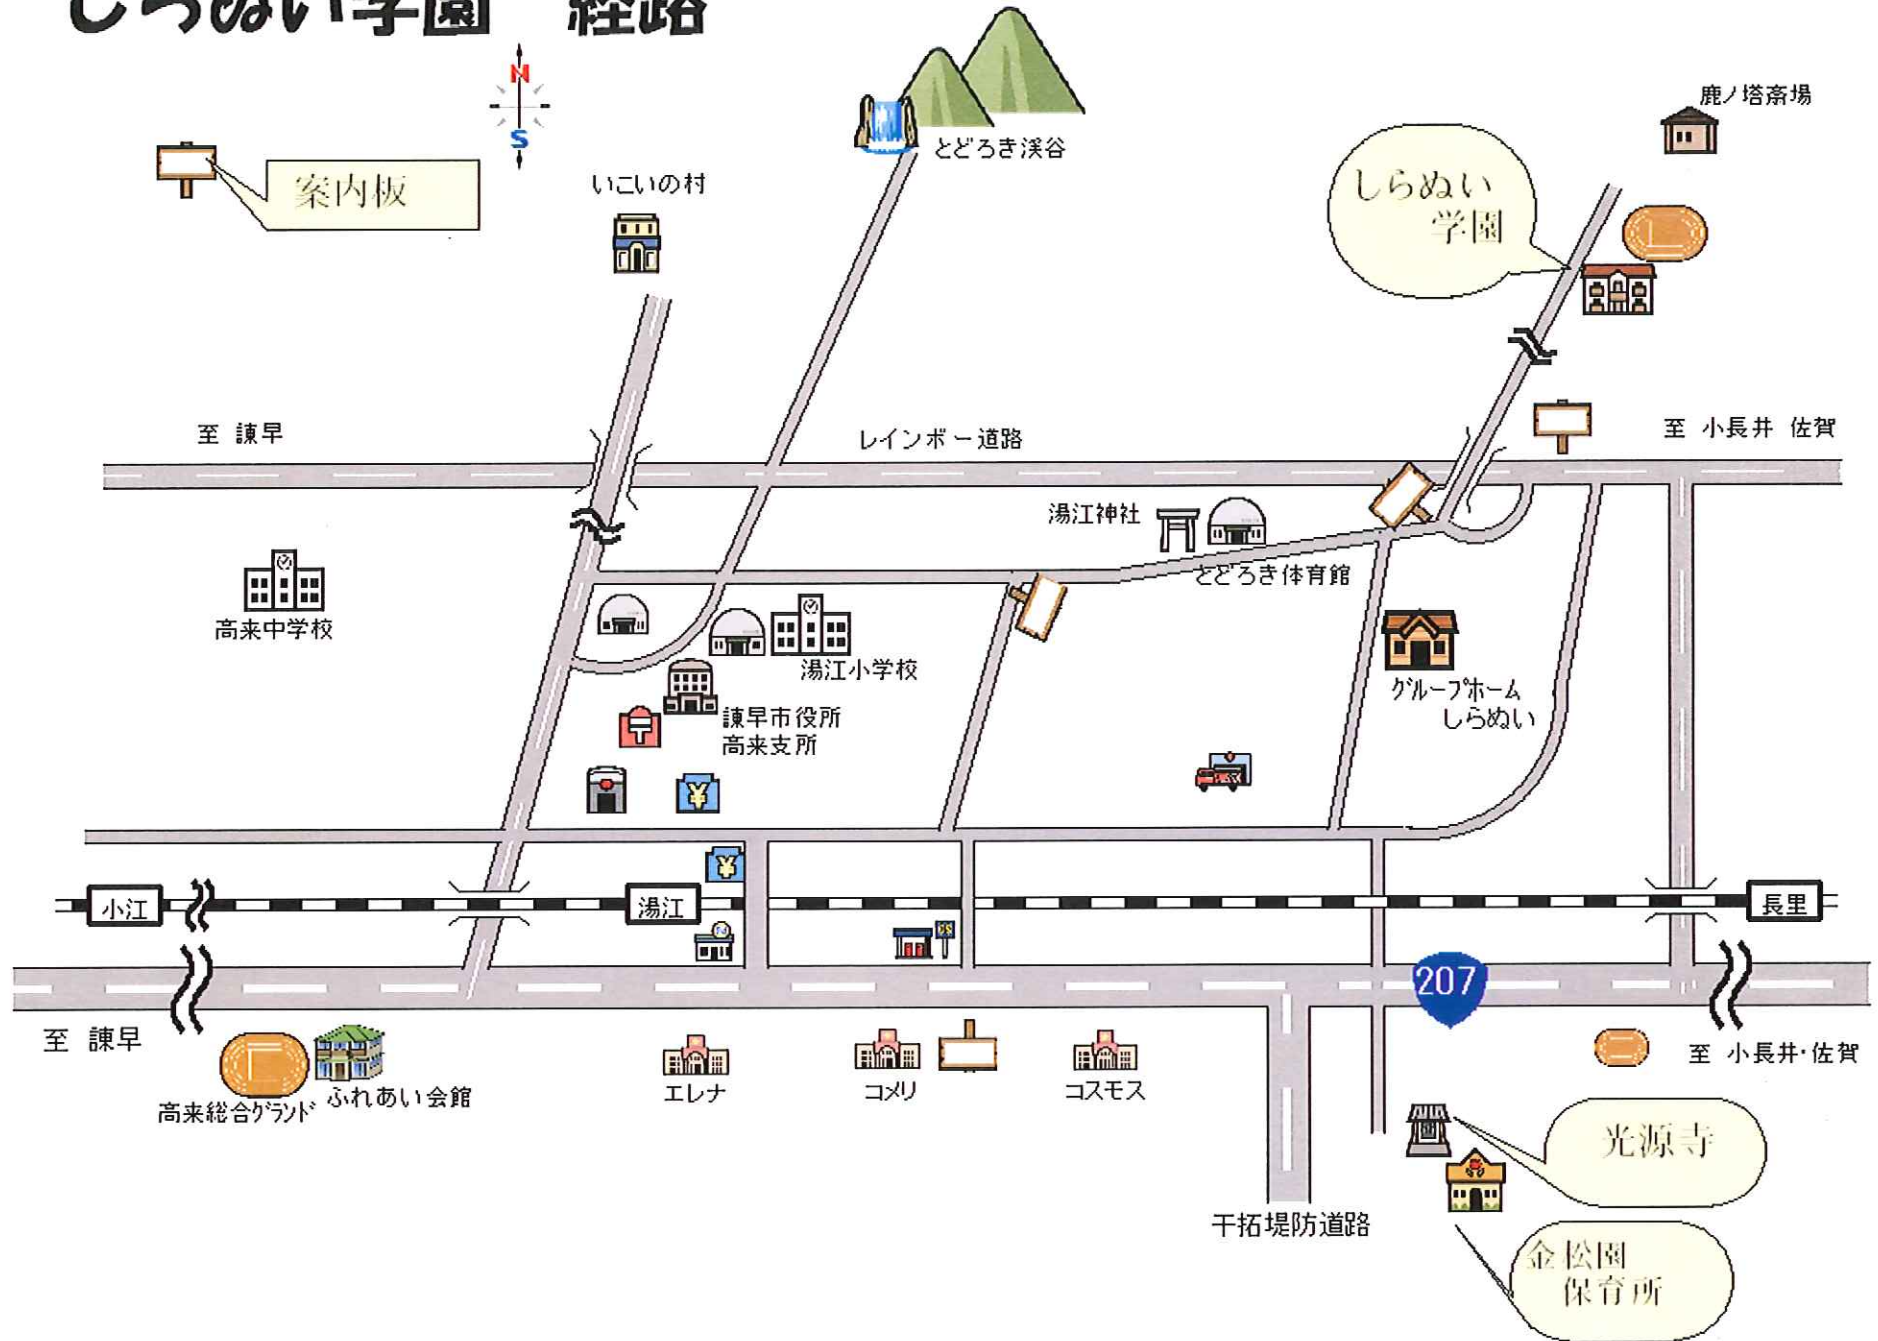 しらぬい学園 経路
N
S
鹿ノ塔斎場
とどろき渓谷
案内板
いこいの村
しらぬい
学園
至 諫早
レインボー道路
至 小長井 佐賀
湯江神社
とどろき体育館
高来中学校
湯江小学校
グループホーム
しらぬい
諫早市役所
高来支所
¥
¥
小江
湯江
長里
207
至 諫早
至 小長井・佐賀
高来総合グランド
ふれあい会館
エレナ
コメリ
コスモス
光源寺
干拓堤防道路
金松園
保育所